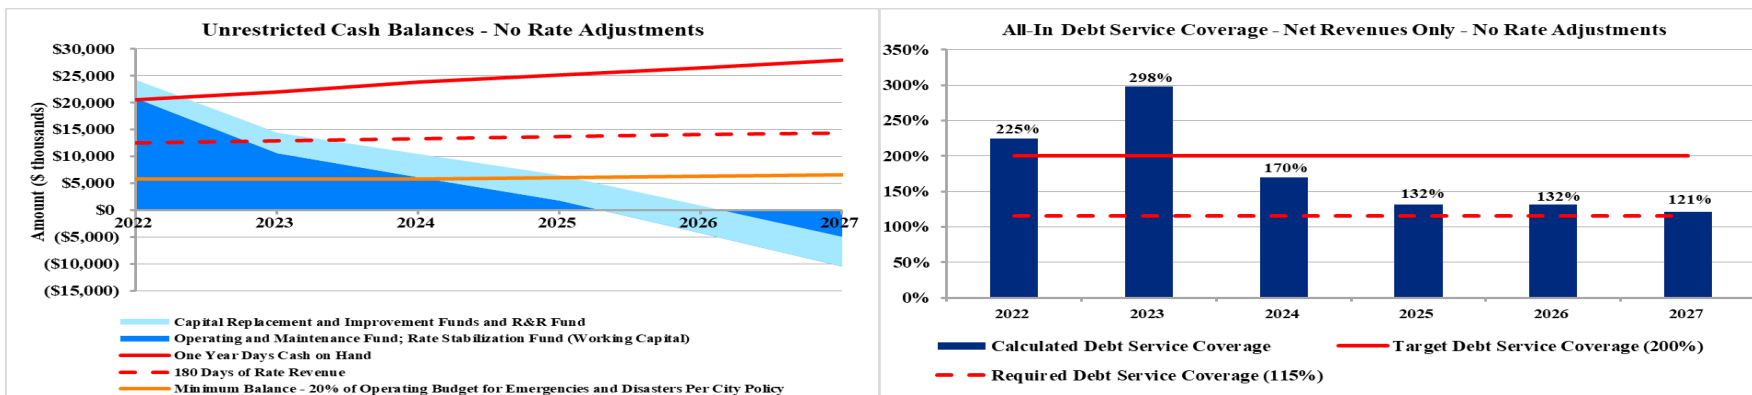 Unrestricted Cash Balances - No Rate Adjustments
$30,000
$25,000
$20,000
$15,000
$10,000
$5,000
$0
($5,000)
($10,000)
($15,000)
Amount ($ thousands)
2022 2023 2024 2025 2026 2027
Capital Replacement and Improvement Funds and R&R Fund
Operating and Maintenance Fund; Rate Stabilization Fund (Working Capital)
One Year Days Cash on Hand
180 Days of Rate Revenue
Minimum Balance - 20% of Operating Budget for Emergencies and Disasters Per City Policy
All-In Debt Service Coverage - Net Revenues Only - No Rate Adjustments
350%
300%
250%
200%
150%
100%
50%
0%
225% 298% 170% 132% 132% 121%
2022 2023 2024 2025 2026 2027
Calculated Debt Service Coverage Target Debt Service Coverage (200%)
Required Debt Service Coverage (115%)